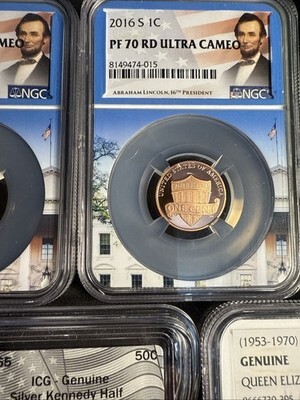 CAMEO
NGC
2016 S 1C
PF 70 RD ULTRA CAMEO
8149474-015
ABRAHAM LINCOLN, 16TH PRESIDENT
NGC
UNITED STATES OF AMERICA
ONE CENT
500
ICG - Genuine
Silver Kennedy Half
(1953-1970)
GENUINE
QUEEN ELIZ